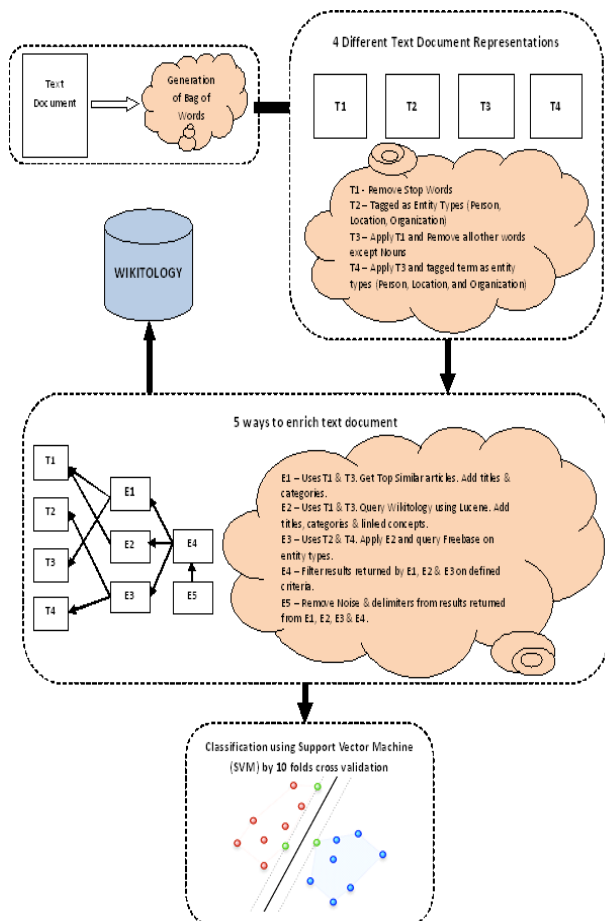 Text
Document
Generation
of Bag of
Words
4 Different Text Document Representations
T1
T2
T3
T4
T1 - Remove Stop Words
T2 – Tagged as Entity Types (Person,
Location, Organization)
T3 – Apply T1 and Remove all other words
except Nouns
T4 – Apply T3 and tagged term as entity
types (Person, Location, and Organization)
WIKITOLOGY
5 ways to enrich text document
T1
T2
T3
T4
E1
E2
E3
E4
E5
E1 – Uses T1 & T3. Get Top Similar articles. Add titles &
categories.
E2 – Uses T1 & T3. Query Wikitology using Lucene. Add
titles, categories & linled concepts.
E3 – Uses T2 & T4. Apply E2 and query Freebase on
entity types.
E4 – Filter results returned by E1, E2 & E3 on defined
criteria.
E5 – Remove Noise & delimiters from results returned
from E1, E2, E3 & E4.
Classification using Support Vector Machine
(SVM) by 10 folds cross validation